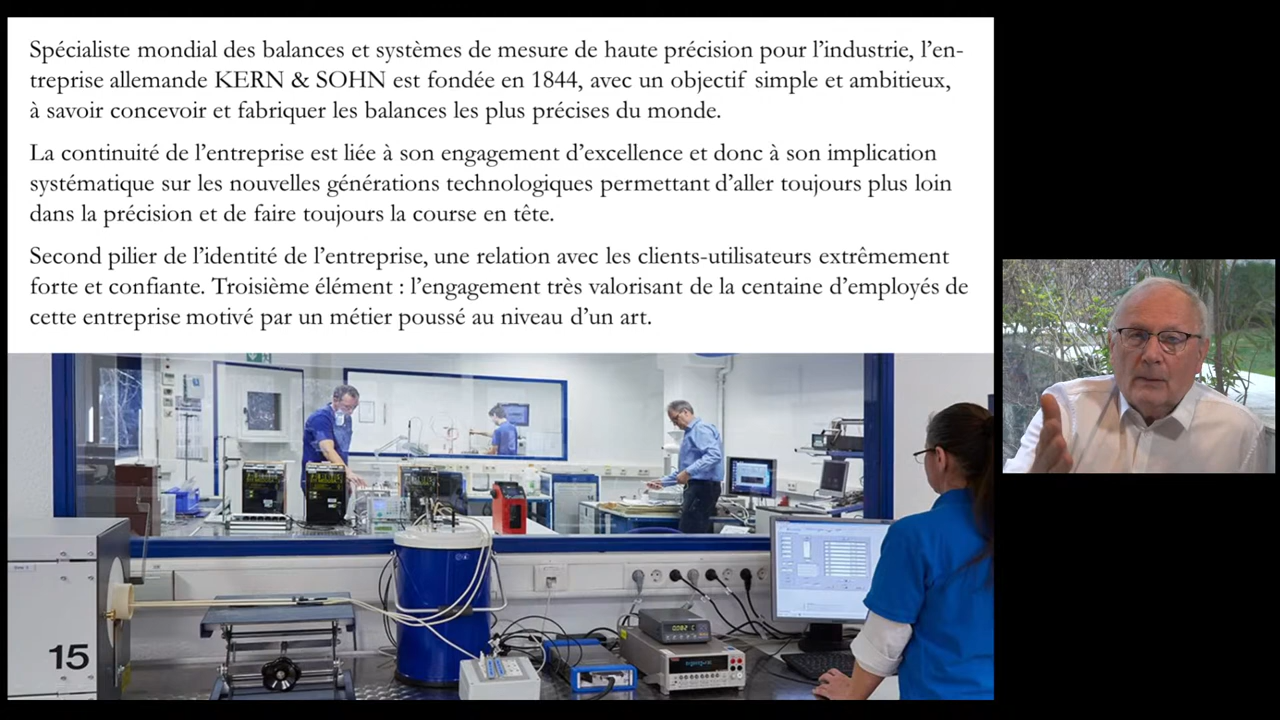 Spécialiste mondial des balances et systèmes de mesure de haute précision pour l'industrie, l'en-
treprise allemande KERN & SOHN est fondée en 1844, avec un objectif simple et ambitieux,
à savoir concevoir et fabriquer les balances les plus précises du monde.
La continuité de l'entreprise est liée à son engagement d'excellence et donc à son implication
systématique sur les nouvelles générations technologiques permettant d'aller toujours plus loin
dans la précision et de faire toujours la course en tête.
Second pilier de l'identité de l'entreprise, une relation avec les clients-utilisateurs extrêmement
forte et confiante. Troisième élément : l'engagement très valorisant de la centaine d'employés de
cette entreprise motivé par un métier poussé au niveau d'un art.
15